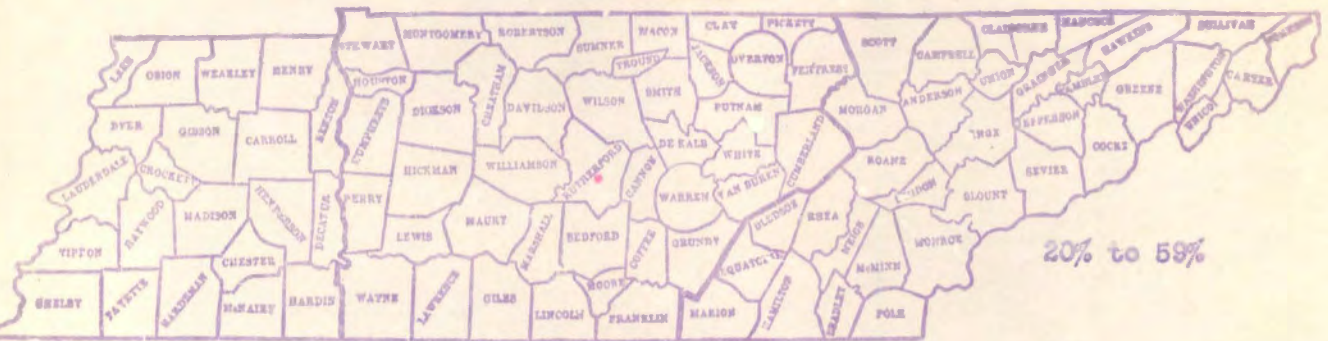 CLAY PICKETT
MONTGOMERY ROBERTSON MACON HANCOCK SULLIVAN
STEWART SUMNER SCOTT CLAIBORNE HAWKINS JOHNSON
LAKE OBION WEAKLEY HENRY HOUSTON TROUSDALE JACKSON OVERTON FENTRESS CAMPBELL UNION GRAINGER HAMBLEN GREENE WASHINGTON CARTER
BENTON HUMPHREYS DICKSON CHEATHAM DAVIDSON WILSON SMITH PUTNAM MORGAN ANDERSON KNOX JEFFERSON UNICOI
DYER GIBSON CARROLL DE KALB WHITE CUMBERLAND ROANE COCKE
LAUDERDALE CROCKETT HICKMAN WILLIAMSON RUTHERFORD CANNON WARREN VAN BUREN LOUDON BLOUNT SEVIER
HAYWOOD MADISON HENDERSON DECATUR PERRY LEWIS MAURY MARSHALL BEDFORD COFFEE GRUNDY BLEDSOE RHEA MEIGS MONROE
TIPTON CHESTER MOORE McMINN
20% to 59%
SHELBY FAYETTE HARDEMAN McNAIRY HARDIN WAYNE LAWRENCE GILES LINCOLN FRANKLIN MARION HAMILTON BRADLEY POLK